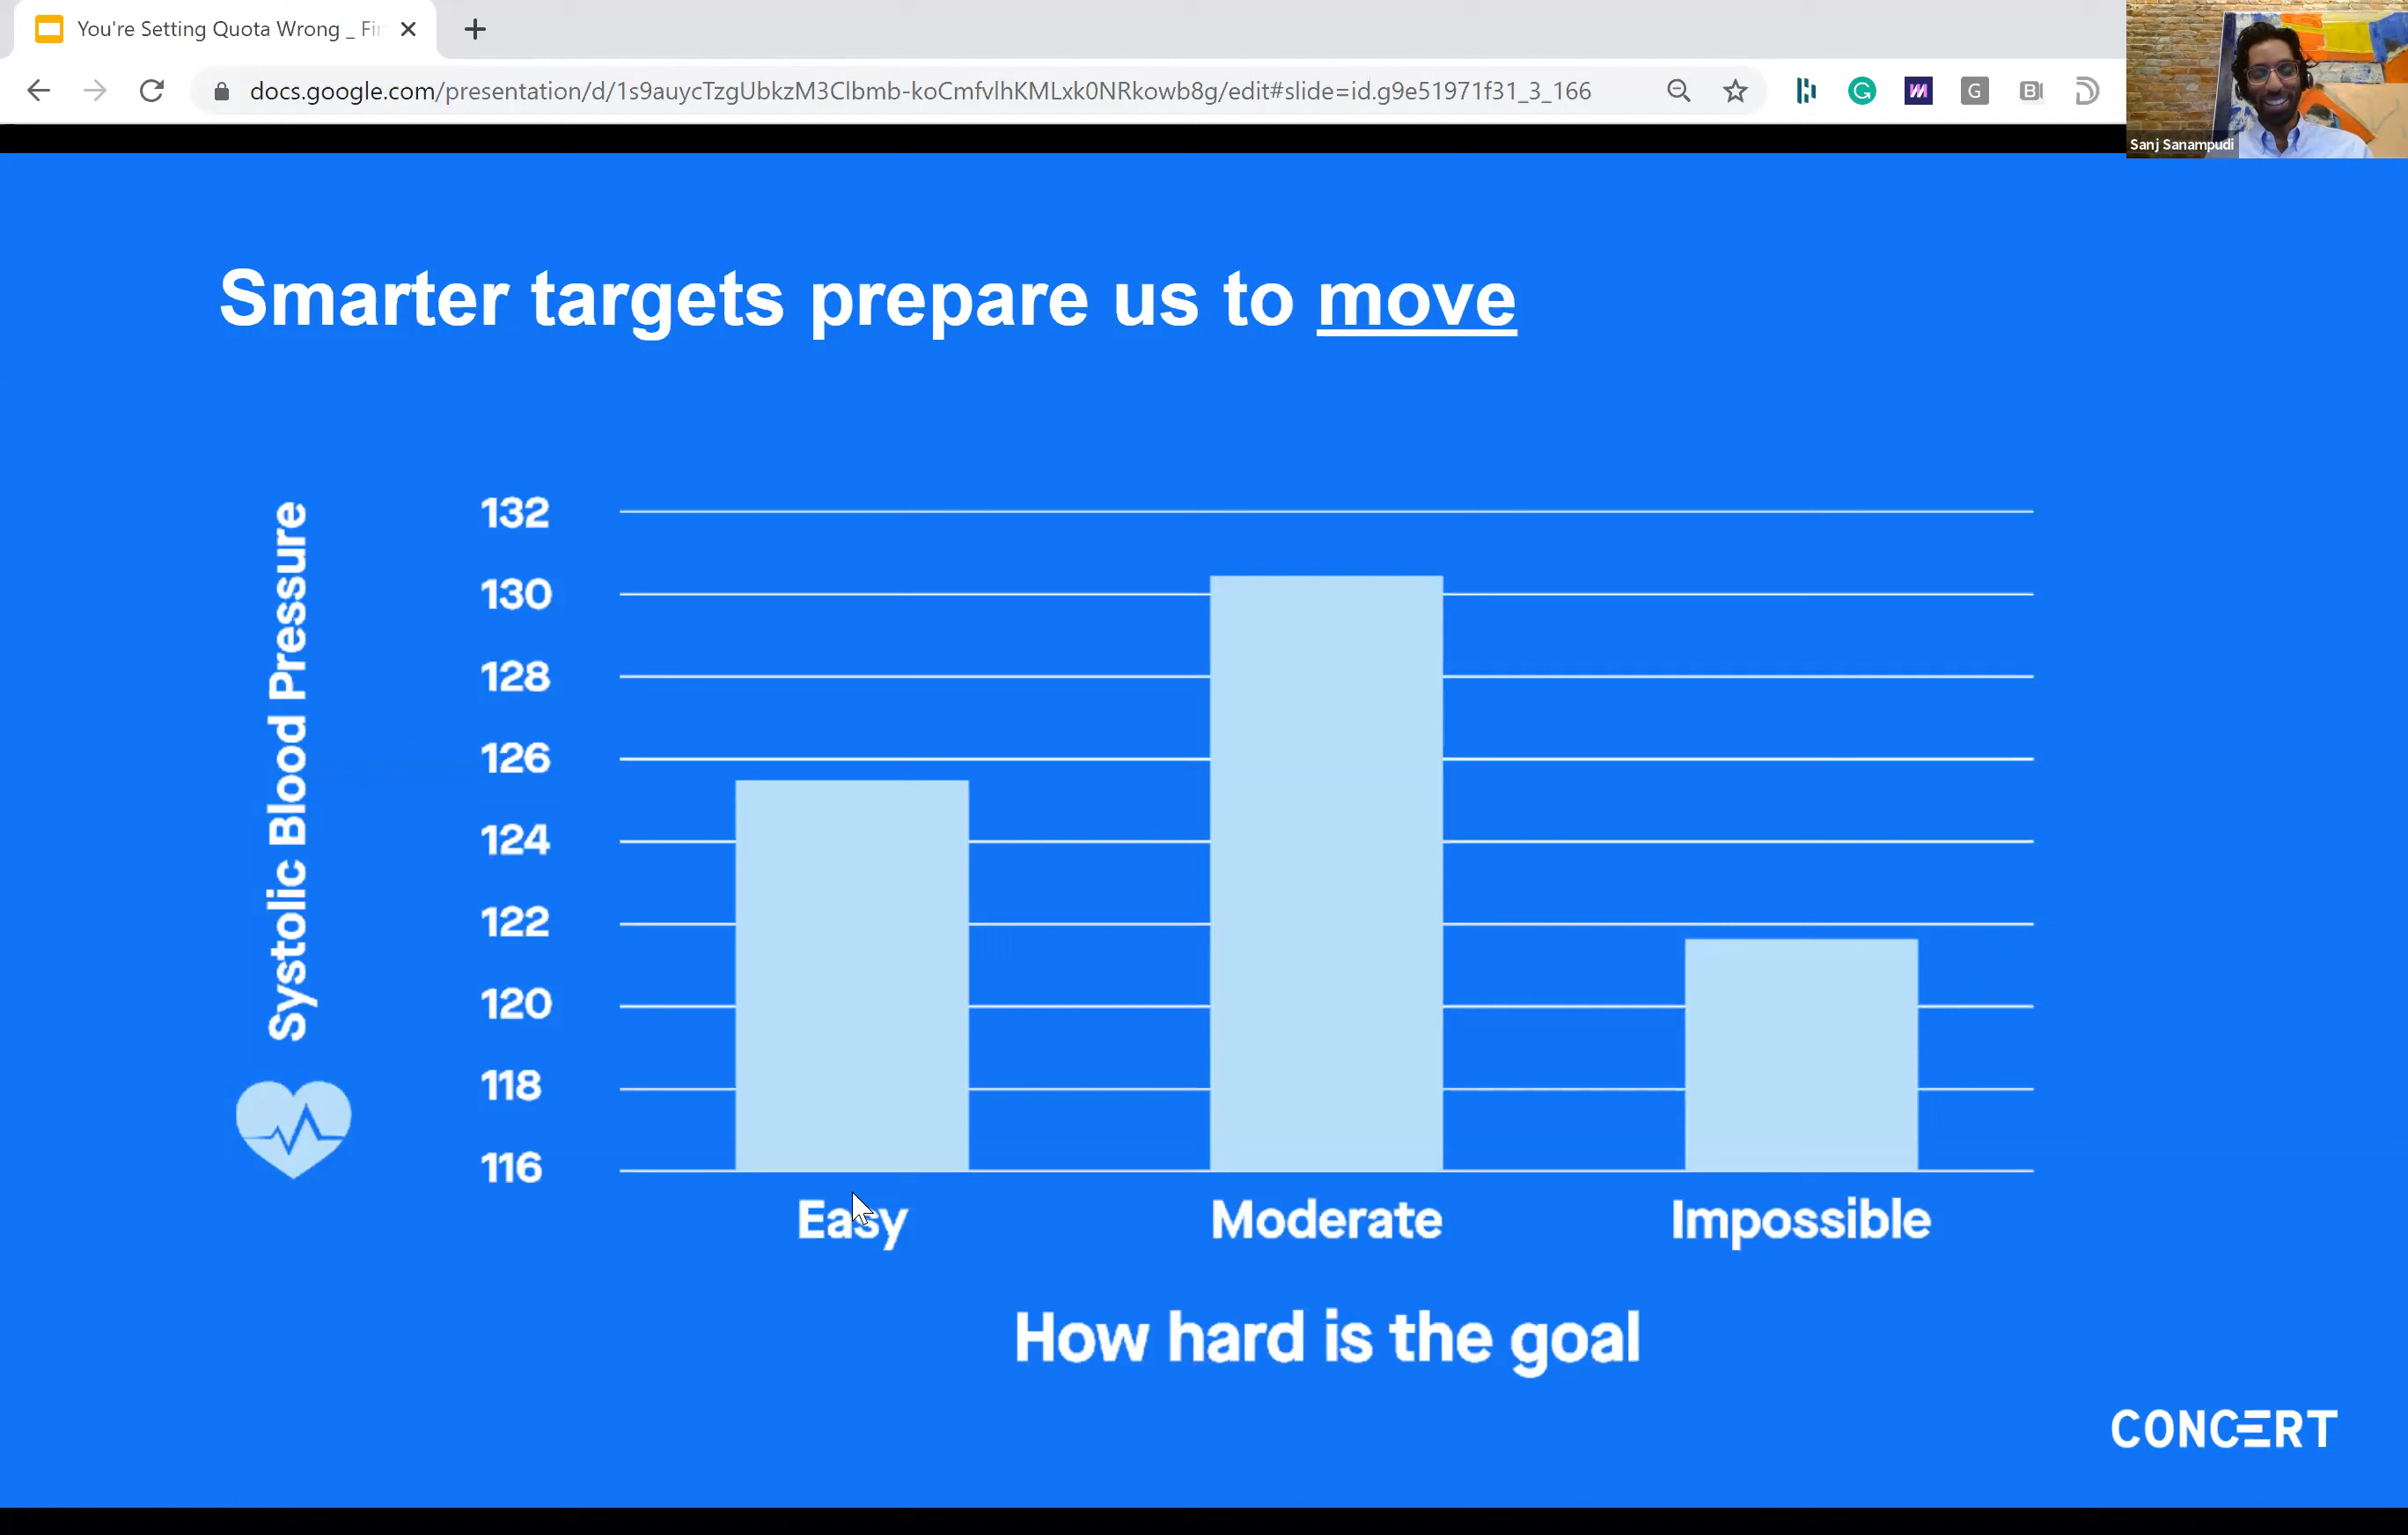 You're Setting Quota Wrong _ Fi
docs.google.com/presentation/d/1s9auycTzgUbkzM3Clbmb-koCmfvlhKMLxk0NRkowb8g/edit#slide=id.g9e51971f31_3_166
G
G
B
Sanj Sanampudi
Smarter targets prepare us to move
Systolic Blood Pressure
132
130
128
126
124
122
120
118
116
Easy
Moderate
Impossible
How hard is the goal
CONCERT